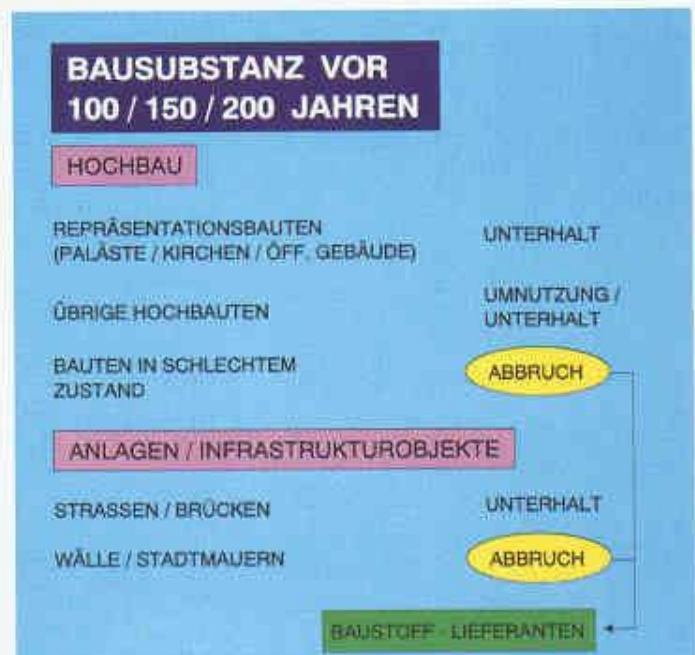 BAUSUBSTANZ VOR
100 / 150 / 200 JAHREN
HOCHBAU
REPRÄSENTATIONSBAUTEN
(PALÄSTE / KIRCHEN / ÖFF. GEBÄUDE)
UNTERHALT
ÜBRIGE HOCHBAUTEN
UMNUTZUNG /
UNTERHALT
BAUTEN IN SCHLECHTEM
ZUSTAND
ABBRUCH
ANLAGEN / INFRASTRUKTUROBJEKTE
STRASSEN / BRÜCKEN
UNTERHALT
WÄLLE / STADTMAUERN
ABBRUCH
BAUSTOFF - LIEFERANTEN